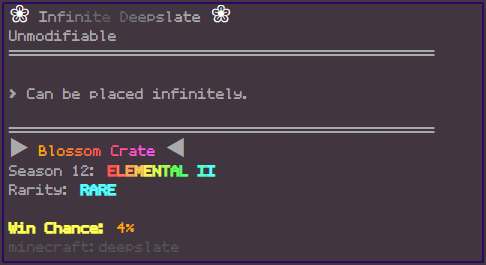 ❀ Infinite Deepslate ❀
Unmodifiable
> Can be placed infinitely.
▶ Blossom Crate ◀
Season 12: ELEMENTAL II
Rarity: RARE
Win Chance: 4%
minecraft:deepslate